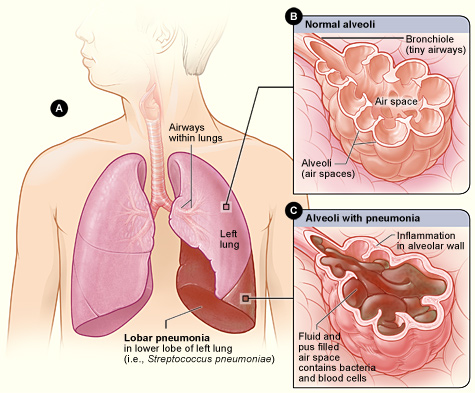 A
Airways
within lungs
Left
lung
Lobar pneumonia
in lower lobe of left lung
(i.e., Streptococcus pneumoniae)
B
Normal alveoli
Bronchiole
(tiny airways)
Air space
Alveoli
(air spaces)
C
Alveoli with pneumonia
Inflammation
in alveolar wall
Fluid and
pus filled
air space
contains bacteria
and blood cells